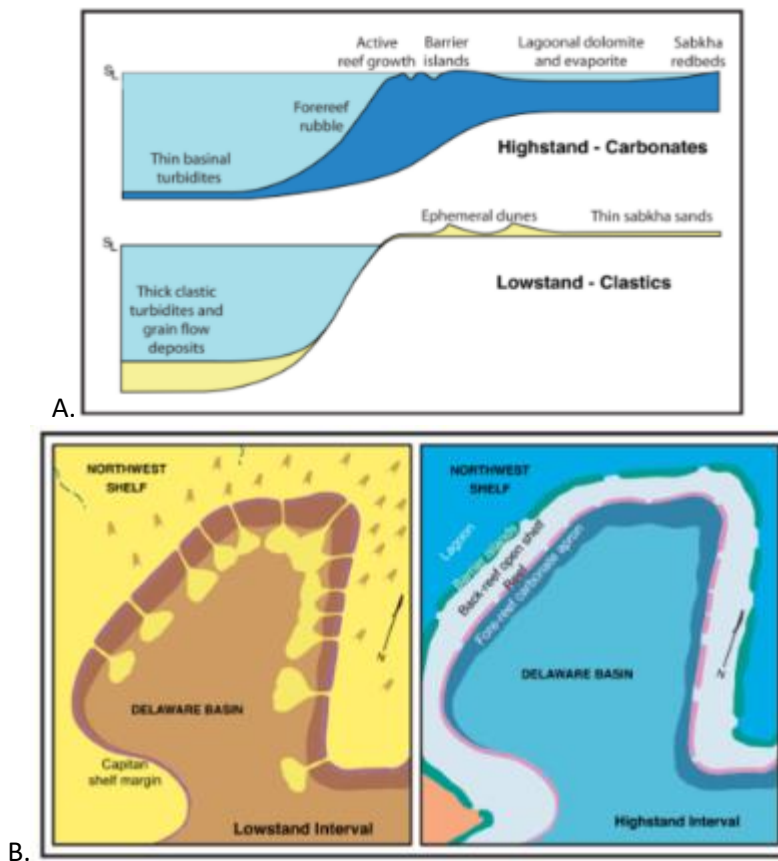 Active
reef growth
Barrier
islands
Lagoonal dolomite
and evaporite
Sabkha
redbeds
SL
Forereef
rubble
Thin basinal
turbidites
Highstand - Carbonates
Ephemeral dunes
Thin sabkha sands
SL
Lowstand - Clastics
Thick clastic
turbidites and
grain flow
deposits
A.
NORTHWEST
SHELF
N
DELAWARE BASIN
Capitan
shelf margin
Lowstand Interval
NORTHWEST
SHELF
Lagoon
Barrier islands
Back-reef open shelf
Reef
Fore-reef carbonate apron
N
DELAWARE BASIN
Highstand Interval
B.